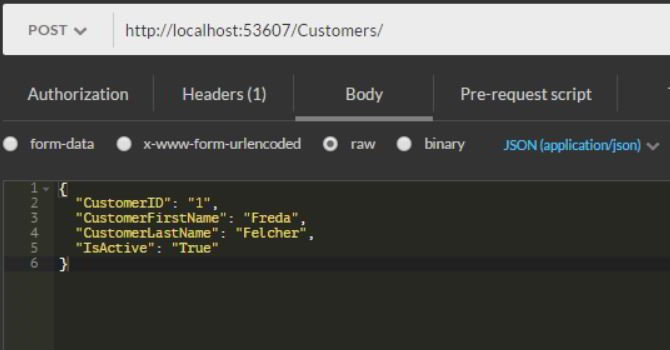 POST http://localhost:53607/Customers/
Authorization Headers (1) Body Pre-request script
form-data x-www-form-urlencoded raw binary JSON (application/json)
1 {
2 "CustomerID": "1",
3 "CustomerFirstName": "Freda",
4 "CustomerLastName": "Felcher",
5 "IsActive": "True"
6 }